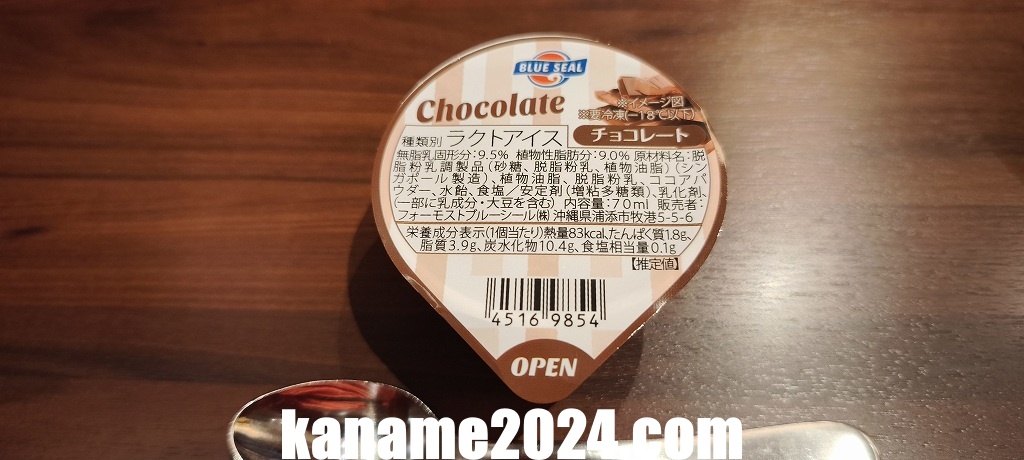 BLUE SEAL
Chocolate
※イメージ図
※要冷凍(-18℃以下)
チョコレート
種類別 ラクトアイス
無脂乳固形分:9.5% 植物性脂肪分:9.0% 原材料名:脱
脂粉乳調製品(砂糖、脱脂粉乳、植物油脂)(シン
ガポール製造)、植物油脂、脱脂粉乳、ココアパ
ウダー、水飴、食塩/安定剤(増粘多糖類)、乳化剤、
(一部に乳成分・大豆を含む) 内容量:70ml 販売者:
フォーモストブルーシール㈱ 沖縄県浦添市牧港5-5-6
栄養成分表示(1個当たり)熱量83kcal、たんぱく質1.8g、
脂質3.9g、炭水化物10.4g、食塩相当量0.1g
【推定値】
4516 9854
OPEN
kaname2024.com